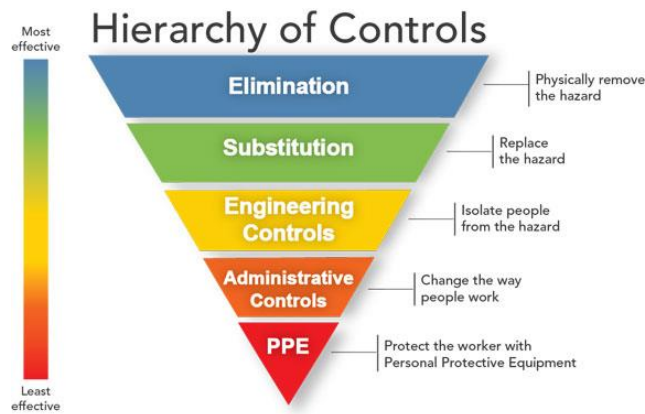 Hierarchy of Controls
Most
effective
Elimination
Physically remove
the hazard
Substitution
Replace
the hazard
Engineering
Controls
Isolate people
from the hazard
Administrative
Controls
Change the way
people work
PPE
Protect the worker with
Personal Protective Equipment
Least
effective